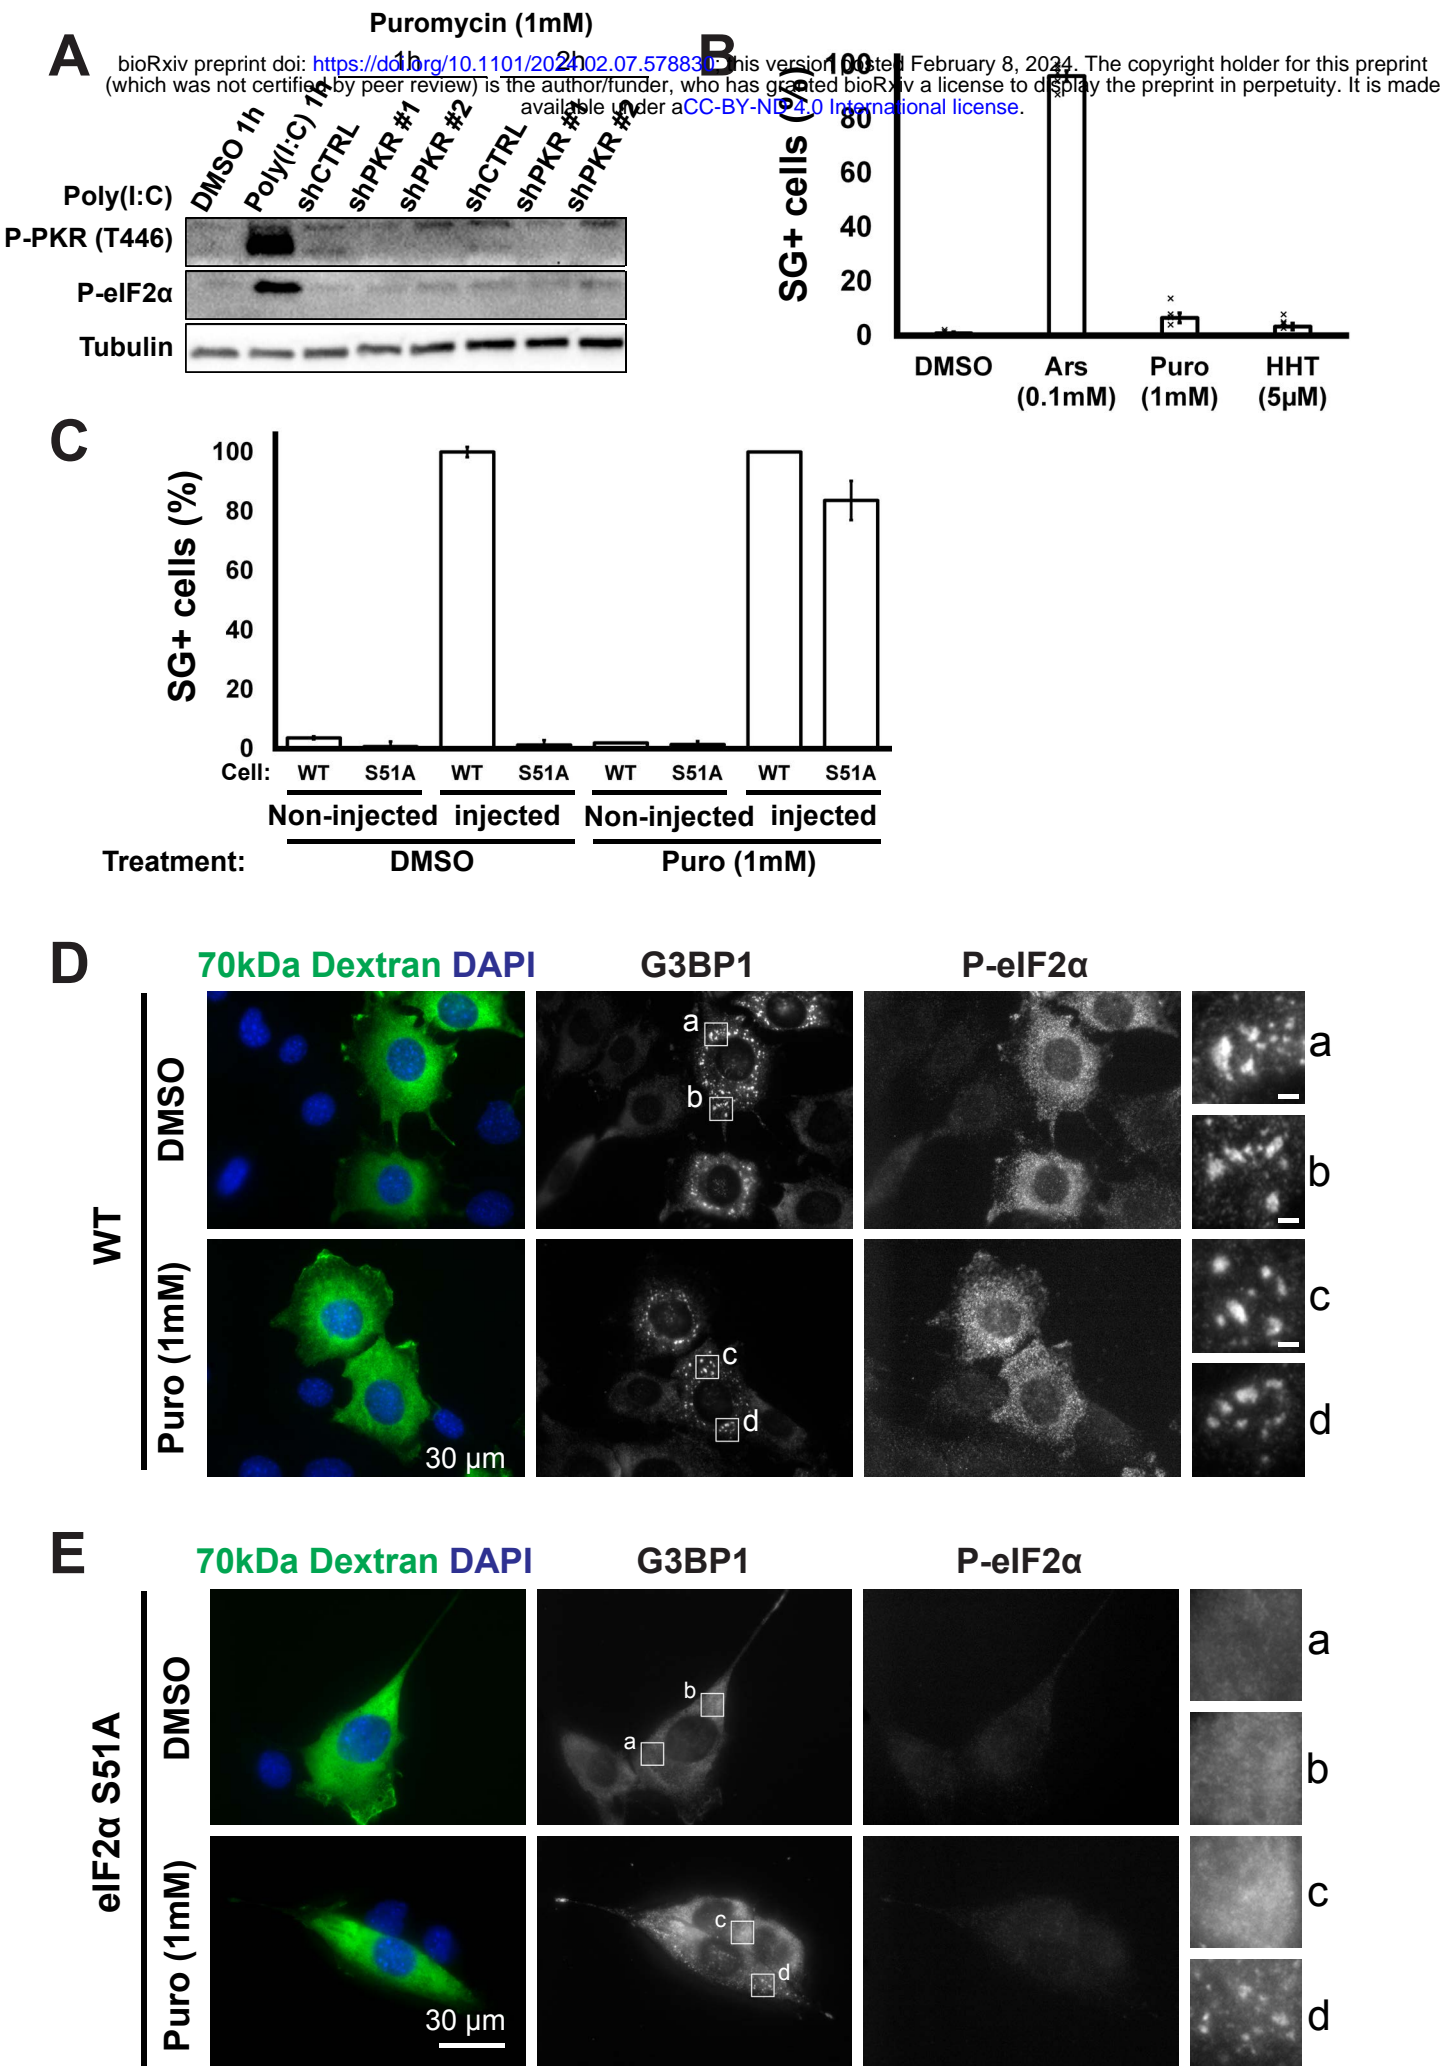 A
Puromycin (1mM)
1h
2h
bioRxiv preprint doi: https://doi.org/10.1101/2024.02.07.578830; this version posted February 8, 2024. The copyright holder for this preprint
(which was not certified by peer review) is the author/funder, who has granted bioRxiv a license to display the preprint in perpetuity. It is made
available under aCC-BY-ND 4.0 International license.
DMSO 1h
Poly(I:C) 1h
shCTRL
shPKR #1
shPKR #2
shCTRL
shPKR #1
shPKR #2
Poly(I:C)
P-PKR (T446)
P-eIF2α
Tubulin
B
SG+ cells (%)
100
80
60
40
20
0
DMSO Ars Puro HHT
(0.1mM) (1mM) (5µM)
C
SG+ cells (%)
100
80
60
40
20
0
Cell: WT S51A WT S51A WT S51A WT S51A
Non-injected injected Non-injected injected
Treatment: DMSO Puro (1mM)
D
70kDa Dextran DAPI G3BP1 P-eIF2α
WT
DMSO
a
b
a
b
Puro (1mM)
c
d
30 µm
c
d
E
70kDa Dextran DAPI G3BP1 P-eIF2α
eIF2α S51A
DMSO
b
a
a
b
Puro (1mM)
c
d
30 µm
c
d